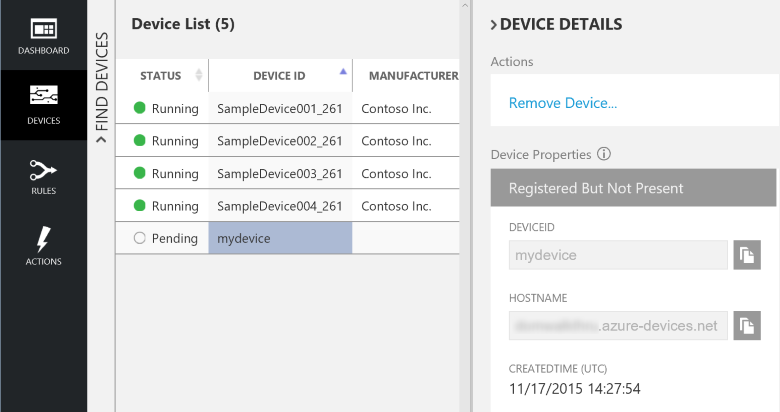 DASHBOARD
DEVICES
RULES
ACTIONS
FIND DEVICES
Device List (5)
STATUS DEVICE ID MANUFACTURER
Running SampleDevice001_261 Contoso Inc.
Running SampleDevice002_261 Contoso Inc.
Running SampleDevice003_261 Contoso Inc.
Running SampleDevice004_261 Contoso Inc.
Pending mydevice
DEVICE DETAILS
Actions
Remove Device...
Device Properties
Registered But Not Present
DEVICEID
mydevice
HOSTNAME
.azure-devices.net
CREATEDTIME (UTC)
11/17/2015 14:27:54